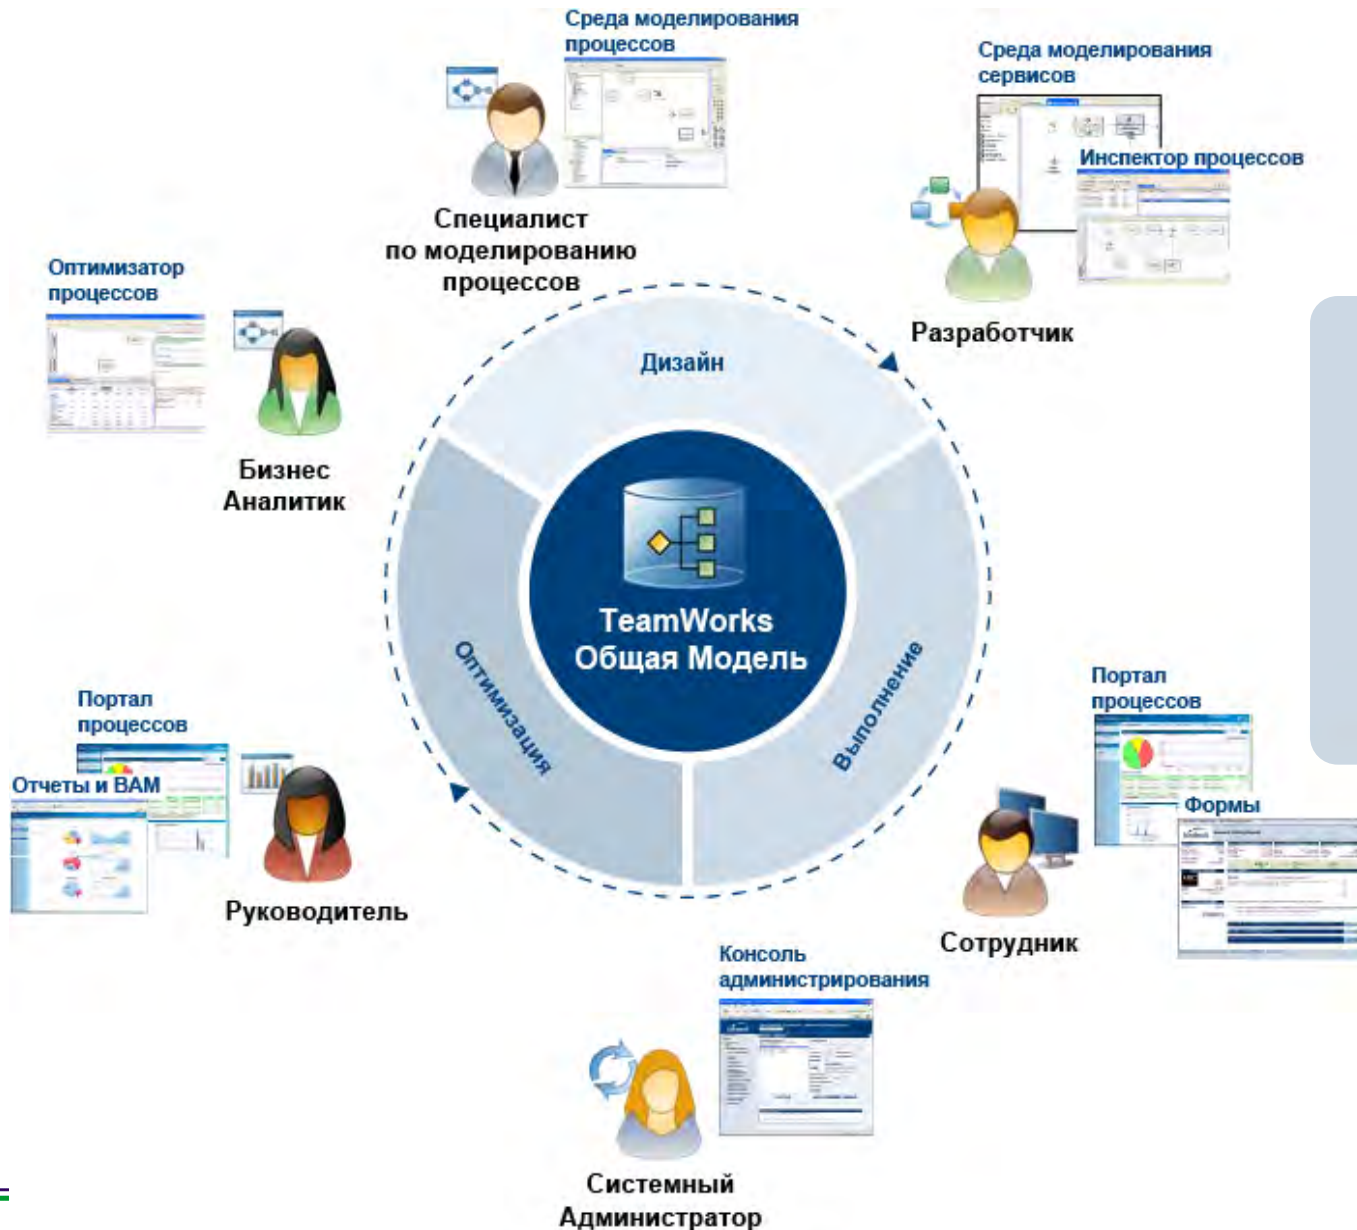 Среда моделирования
процессов
Среда моделирования
сервисов
Инспектор процессов
Специалист
по моделированию
процессов
Разработчик
Оптимизатор
процессов
Бизнес
Аналитик
Дизайн
TeamWorks
Общая Модель
Оптимизация
Выполнение
Портал
процессов
Отчеты и BAM
Руководитель
Портал
процессов
Формы
Сотрудник
Консоль
администрирования
Системный
Администратор